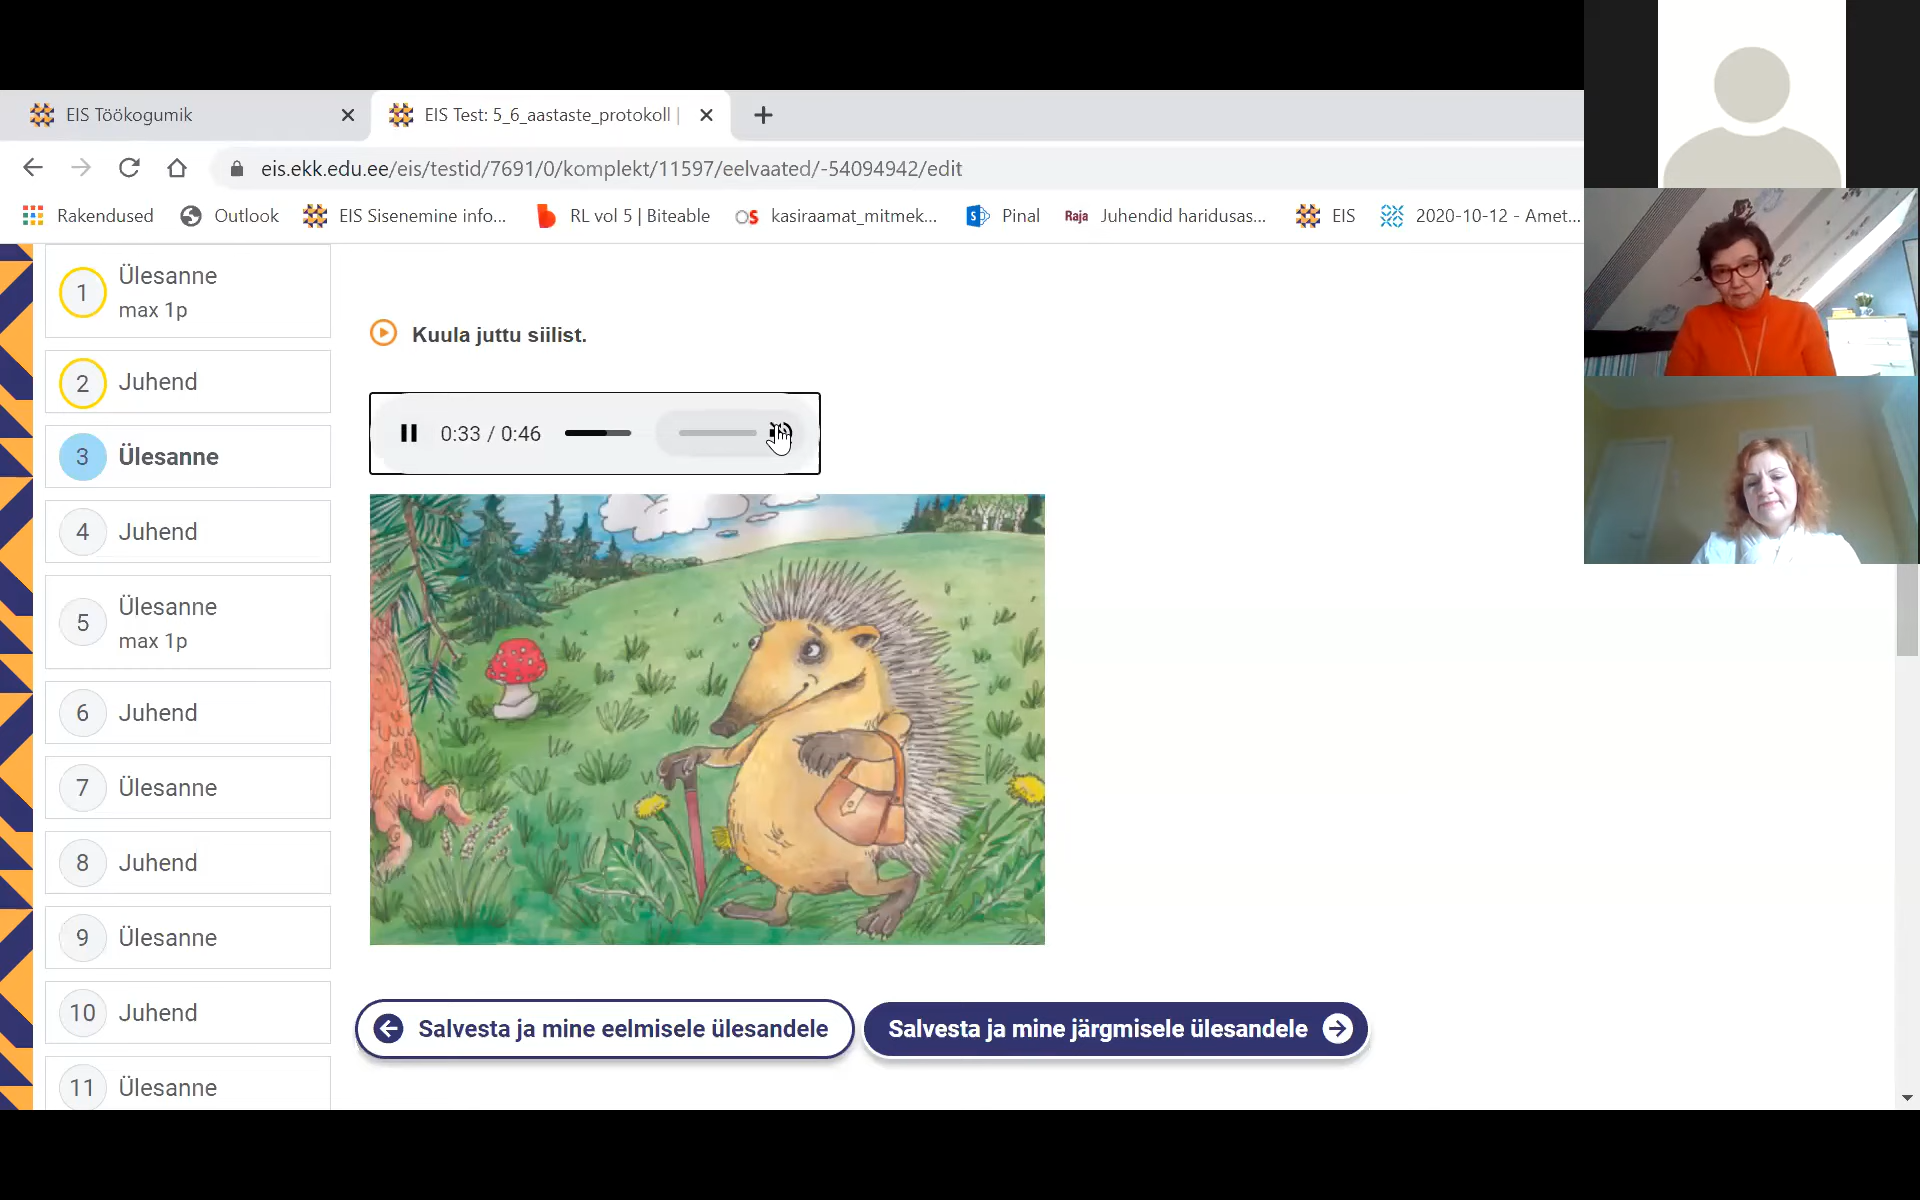 EIS Töökogumik
EIS Test: 5_6_aastaste_protokoll |
eis.ekk.edu.ee/eis/testid/7691/0/komplekt/11597/eelvaated/-54094942/edit
Rakendused
Outlook
EIS Sisenemine info...
RL vol 5 | Biteable
OS
kasiraamat_mitmek...
S
Pinal
Raja
Juhendid haridusas...
EIS
2020-10-12 - Amet...
1
Ülesanne
max 1p
2
Juhend
3
Ülesanne
4
Juhend
5
Ülesanne
max 1p
6
Juhend
7
Ülesanne
8
Juhend
9
Ülesanne
10
Juhend
11
Ülesanne
Kuula juttu siilist.
0:33 / 0:46
Salvesta ja mine eelmisele ülesandele
Salvesta ja mine järgmisele ülesandele